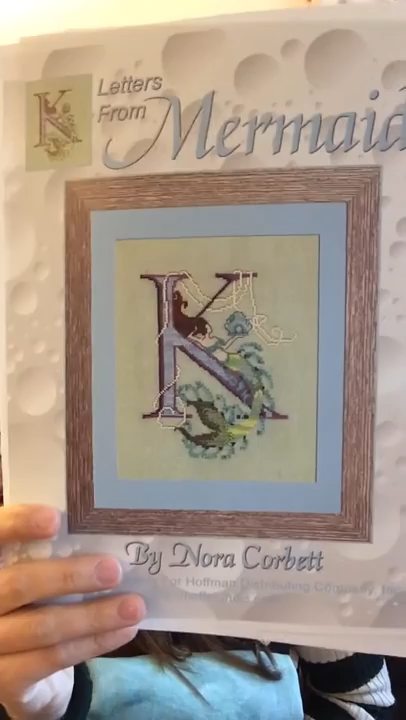 Letters
From
Mermaid
K
By Nora Corbett
For Hoffman Distributing Company